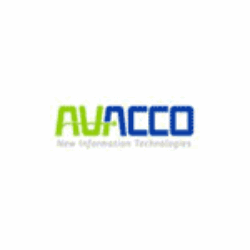 AVACCO
New Information Technologies